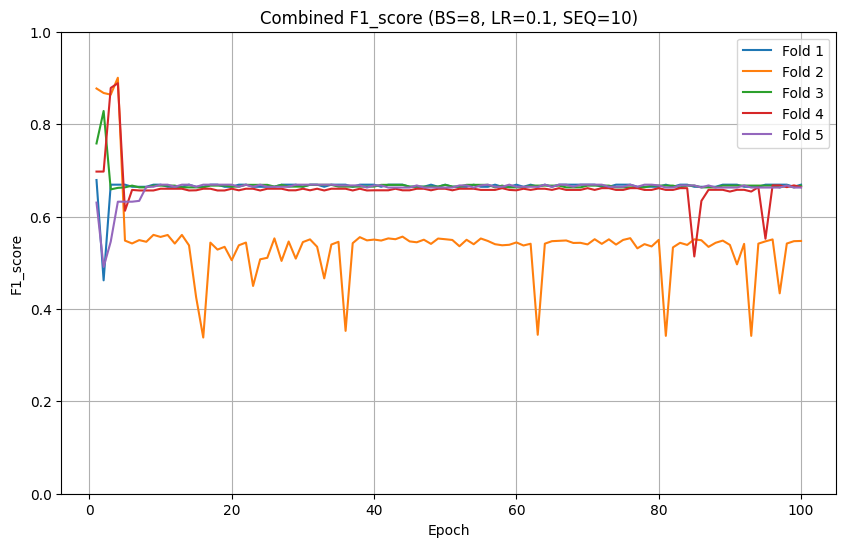 Combined F1_score (BS=8, LR=0.1, SEQ=10)
Fold 1
Fold 2
Fold 3
Fold 4
Fold 5
F1_score
1.0
0.8
0.6
0.4
0.2
0.0
0
20
40
60
80
100
Epoch